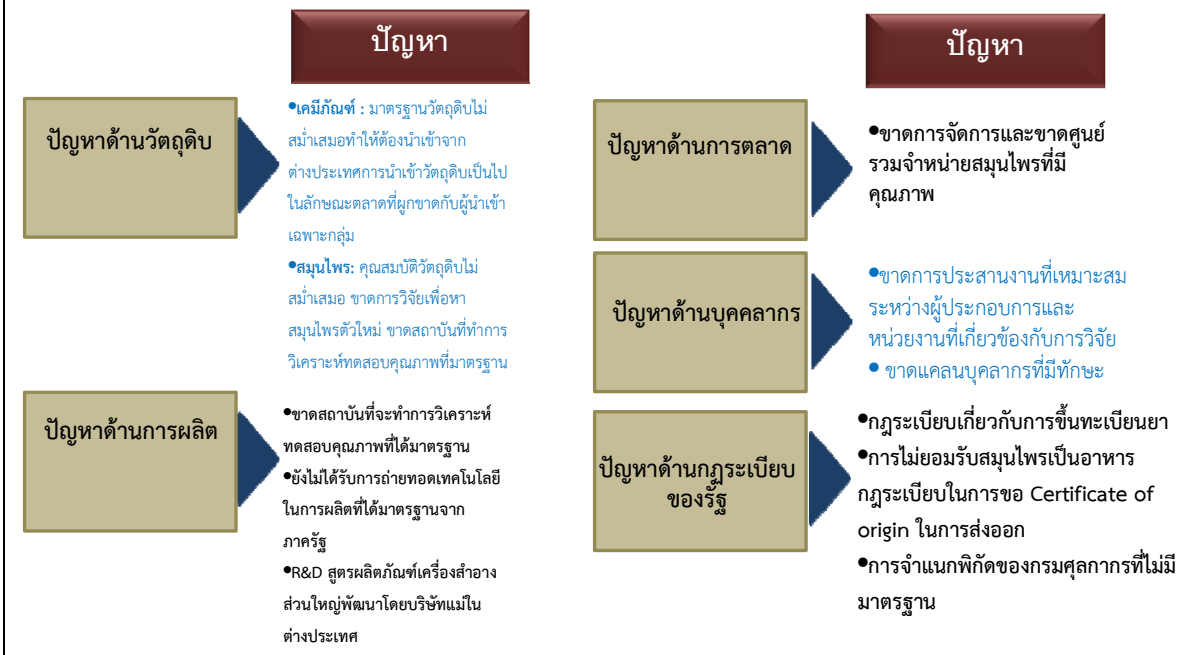 ปัญหา
ปัญหาด้านวัตถุดิบ
•เคมีภัณฑ์ : มาตรฐานวัตถุดิบไม่
สม่ำเสมอทำให้ต้องนำเข้าจาก
ต่างประเทศการนำเข้าวัตถุดิบเป็นไป
ในลักษณะตลาดที่ผูกขาดกับผู้นำเข้า
เฉพาะกลุ่ม
•สมุนไพร: คุณสมบัติวัตถุดิบไม่
สม่ำเสมอ ขาดการวิจัยเพื่อหา
สมุนไพรตัวใหม่ ขาดสถาบันที่ทำการ
วิเคราะห์ทดสอบคุณภาพที่มาตรฐาน
ปัญหาด้านการผลิต
•ขาดสถาบันที่จะทำการวิเคราะห์
ทดสอบคุณภาพที่ได้มาตรฐาน
•ยังไม่ได้รับการถ่ายทอดเทคโนโลยี
ในการผลิตที่ได้มาตรฐานจาก
ภาครัฐ
•R&D สูตรผลิตภัณฑ์เครื่องสำอาง
ส่วนใหญ่พัฒนาโดยบริษัทแม่ใน
ต่างประเทศ
ปัญหา
ปัญหาด้านการตลาด
•ขาดการจัดการและขาดศูนย์
รวมจำหน่ายสมุนไพรที่มี
คุณภาพ
ปัญหาด้านบุคคลากร
•ขาดการประสานงานที่เหมาะสม
ระหว่างผู้ประกอบการและ
หน่วยงานที่เกี่ยวข้องกับการวิจัย
• ขาดแคลนบุคลากรที่มีทักษะ
ปัญหาด้านกฎระเบียบ
ของรัฐ
•กฎระเบียบเกี่ยวกับการขึ้นทะเบียนยา
•การไม่ยอมรับสมุนไพรเป็นอาหาร
กฎระเบียบในการขอ Certificate of
origin ในการส่งออก
•การจำแนกพิกัดของกรมศุลกากรที่ไม่มี
มาตรฐาน